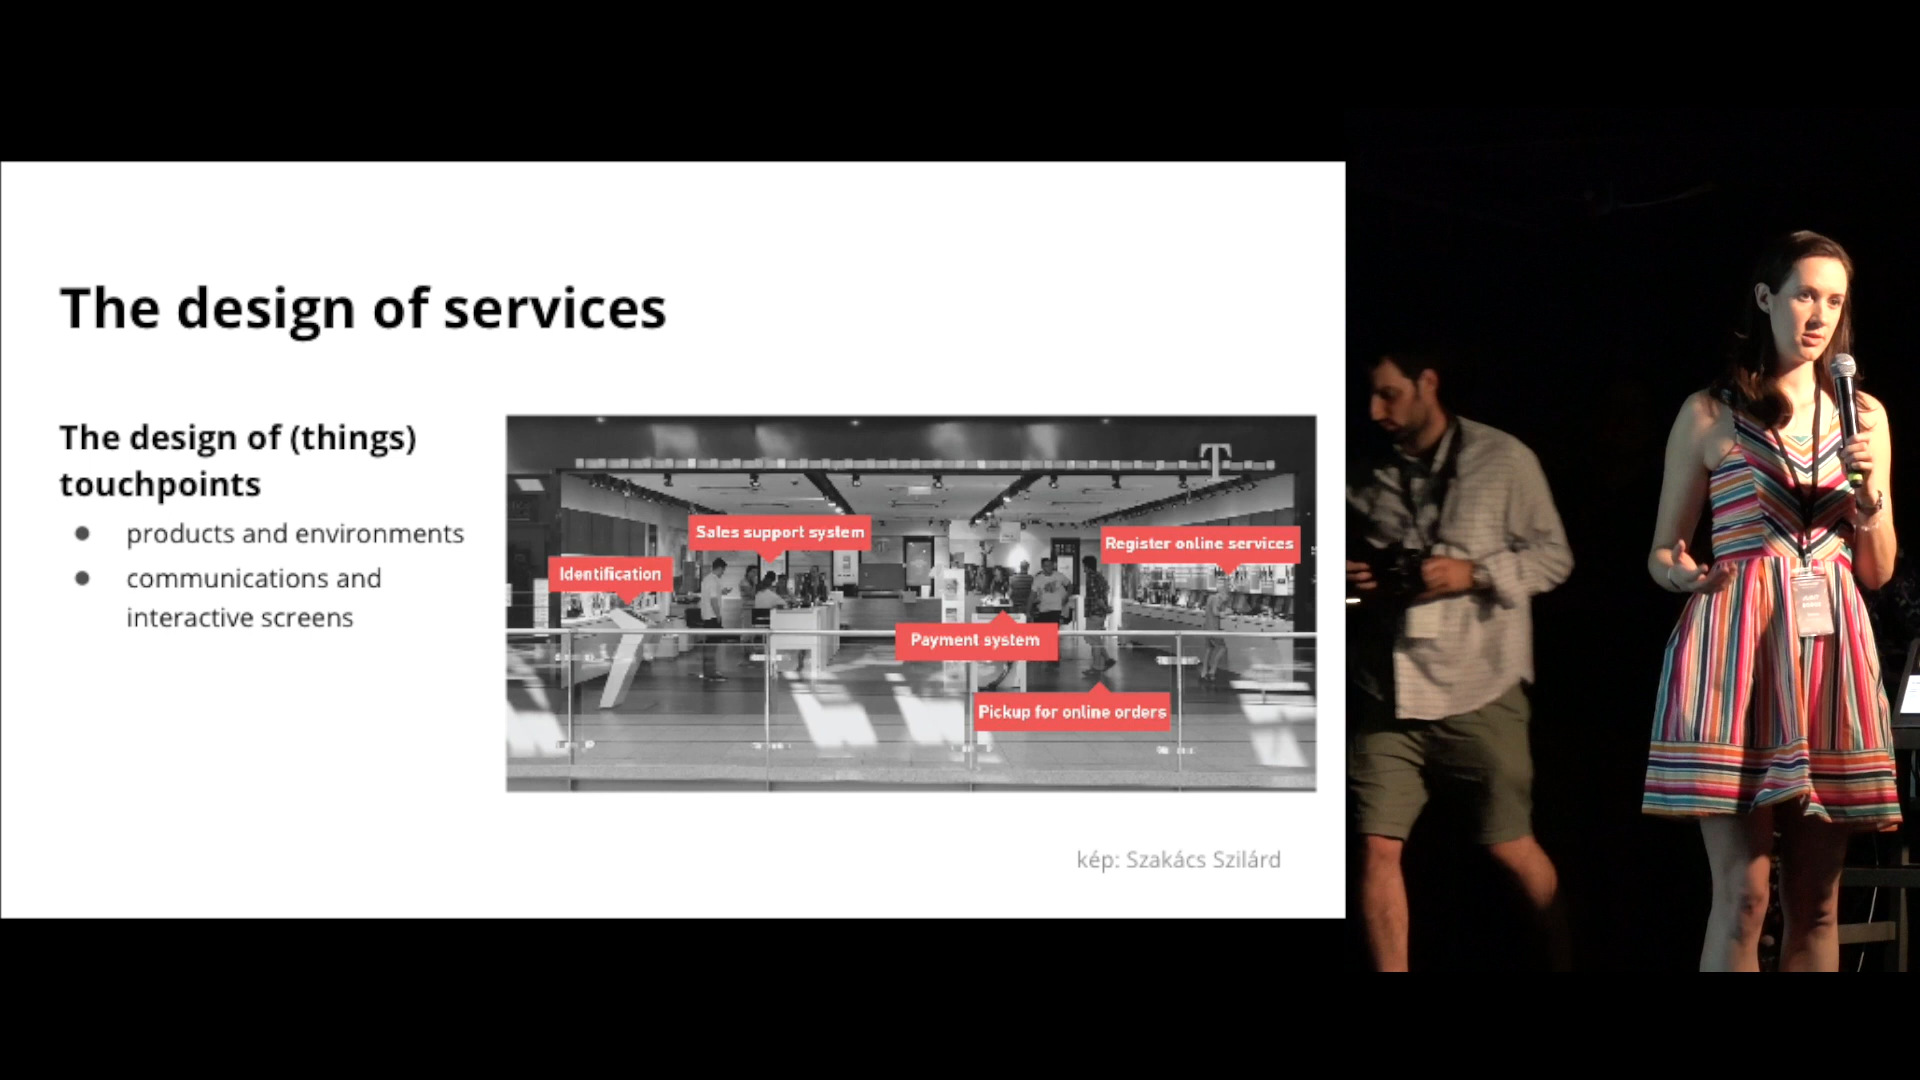 The design of services
The design of (things)
touchpoints
products and environments
communications and
interactive screens
T
Sales support system
Register online services
Identification
Payment system
Pickup for online orders
kép: Szakács Szilárd